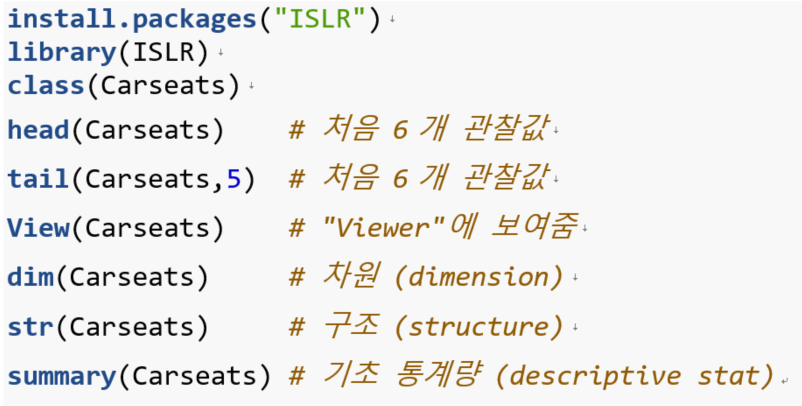 install.packages("ISLR")
library(ISLR)
class(Carseats)
head(Carseats)    # 처음 6 개 관찰값
tail(Carseats,5)  # 처음 6 개 관찰값
View(Carseats)    # "Viewer"에 보여줌
dim(Carseats)     # 차원 (dimension)
str(Carseats)     # 구조 (structure)
summary(Carseats) # 기초 통계량 (descriptive stat)